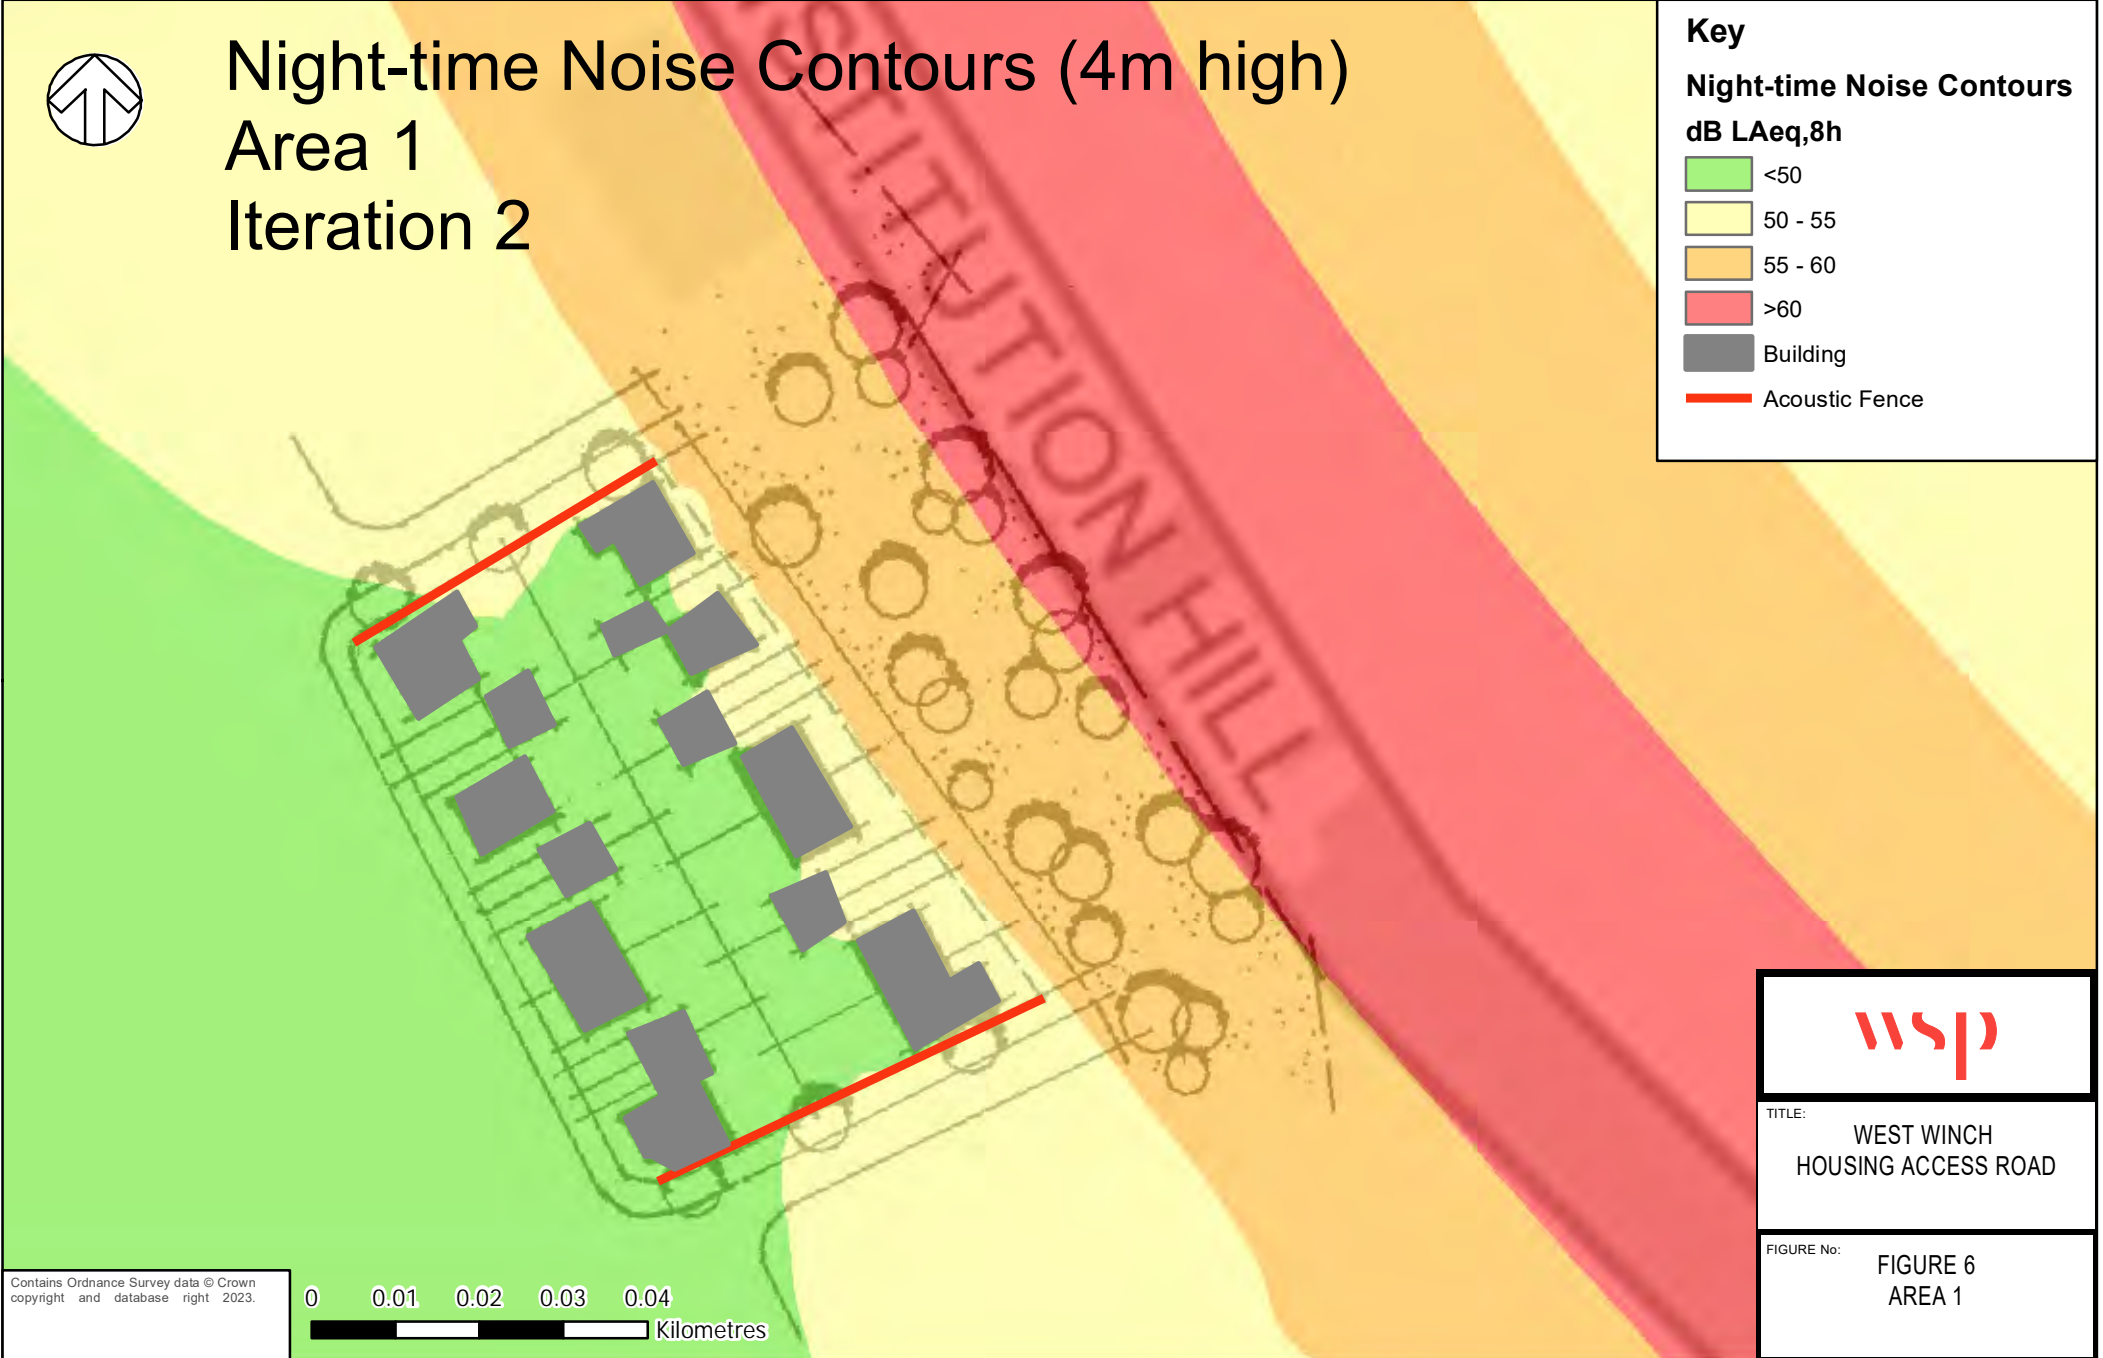 Night-time Noise Contours (4m high)
Area 1
Iteration 2
Key
Night-time Noise Contours
dB LAeq,8h
<50
50 - 55
55 - 60
>60
Building
Acoustic Fence
STITUTION HILL
wsp
TITLE:
WEST WINCH
HOUSING ACCESS ROAD
FIGURE No:
FIGURE 6
AREA 1
Contains Ordnance Survey data © Crown
copyright and database right 2023.
0 0.01 0.02 0.03 0.04
Kilometres